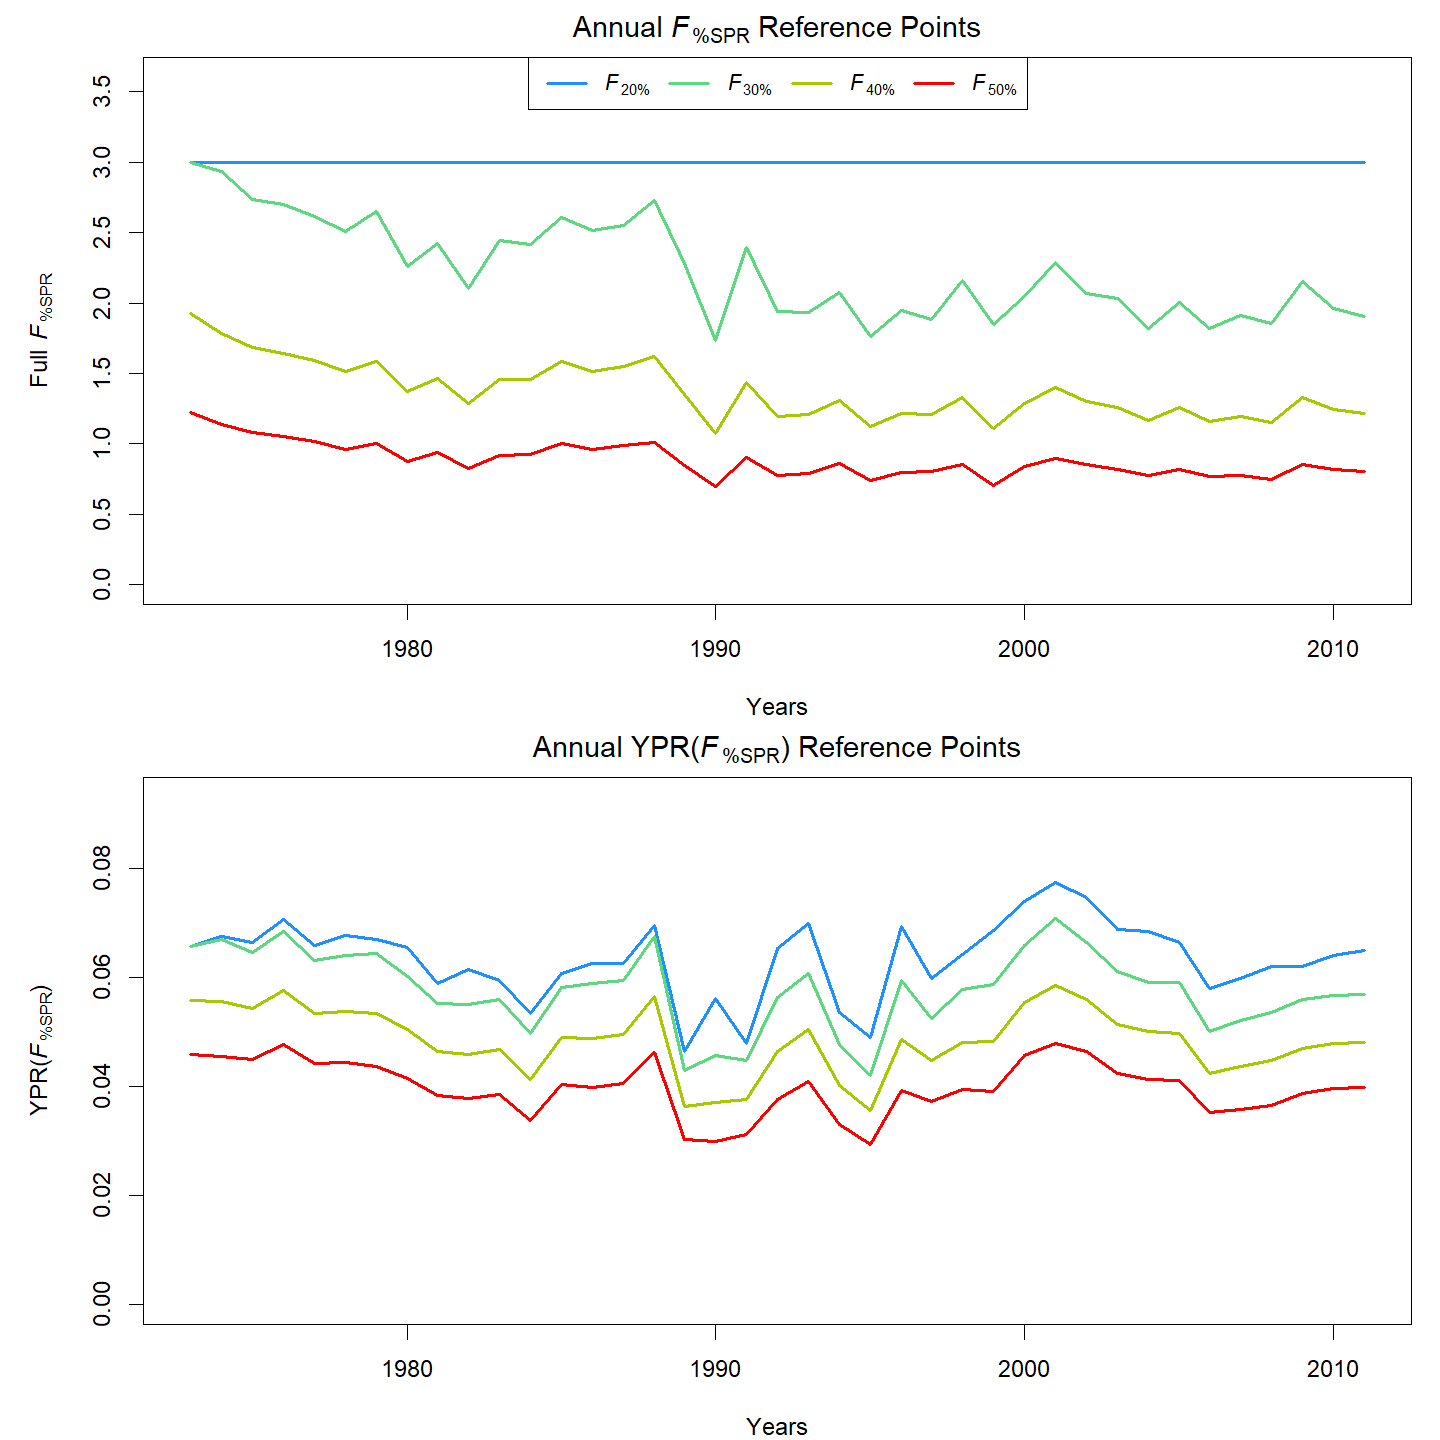 Annual F%SPR Reference Points
F20% F30% F40% F50%
3.5
3.0
2.5
2.0
1.5
1.0
0.5
0.0
Full F%SPR
1980 1990 2000 2010
Years
Annual YPR(F%SPR) Reference Points
0.08
0.06
0.04
0.02
0.00
YPR(F%SPR)
1980 1990 2000 2010
Years